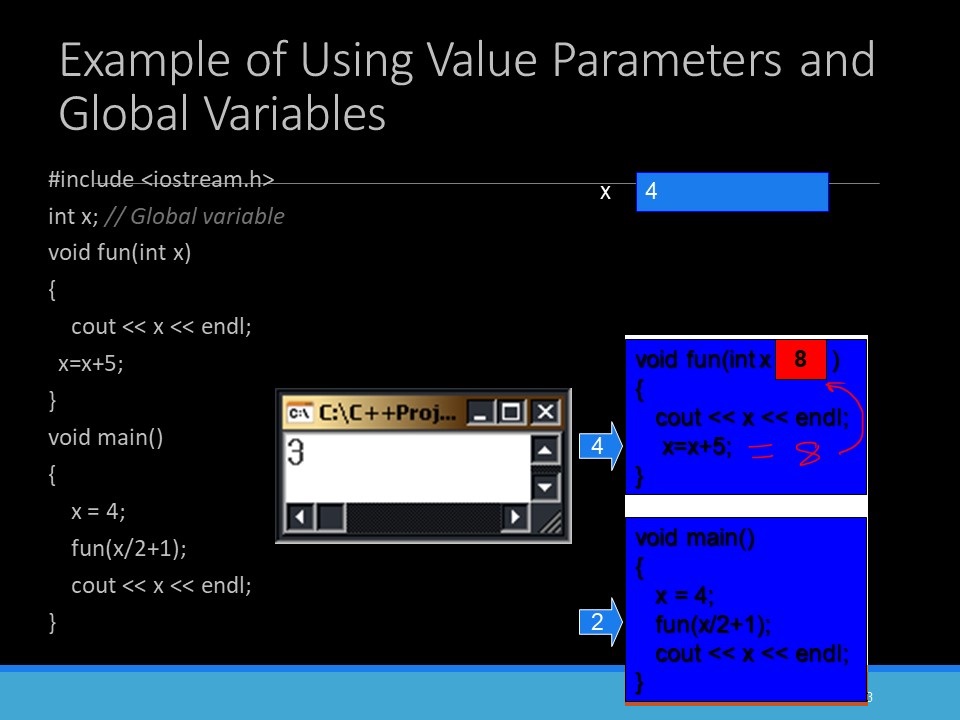 Example of Using Value Parameters and
Global Variables
#include <iostream.h>
int x; // Global variable
void fun(int x)
{
cout << x << endl;
x=x+5;
}
void main()
{
x = 4;
fun(x/2+1);
cout << x << endl;
}
x 4
C:\C++Proj...
3
4
void fun(int x 8 )
{
cout << x << endl;
x=x+5; = 8
}
2
void main()
{
x = 4;
fun(x/2+1);
cout << x << endl;
}
3